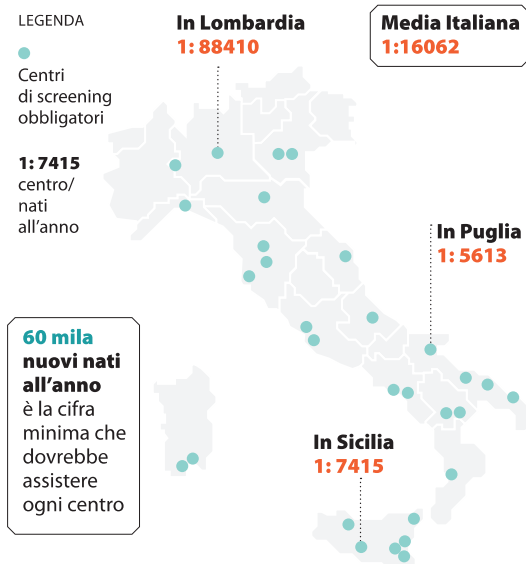 LEGENDA
Centri
di screening
obbligatori
1: 7415
centro/
nati
all’anno
In Lombardia
1: 88410
Media Italiana
1:16062
In Puglia
1: 5613
60 mila
nuovi nati
all’anno
è la cifra
minima che
dovrebbe
assistere
ogni centro
In Sicilia
1: 7415